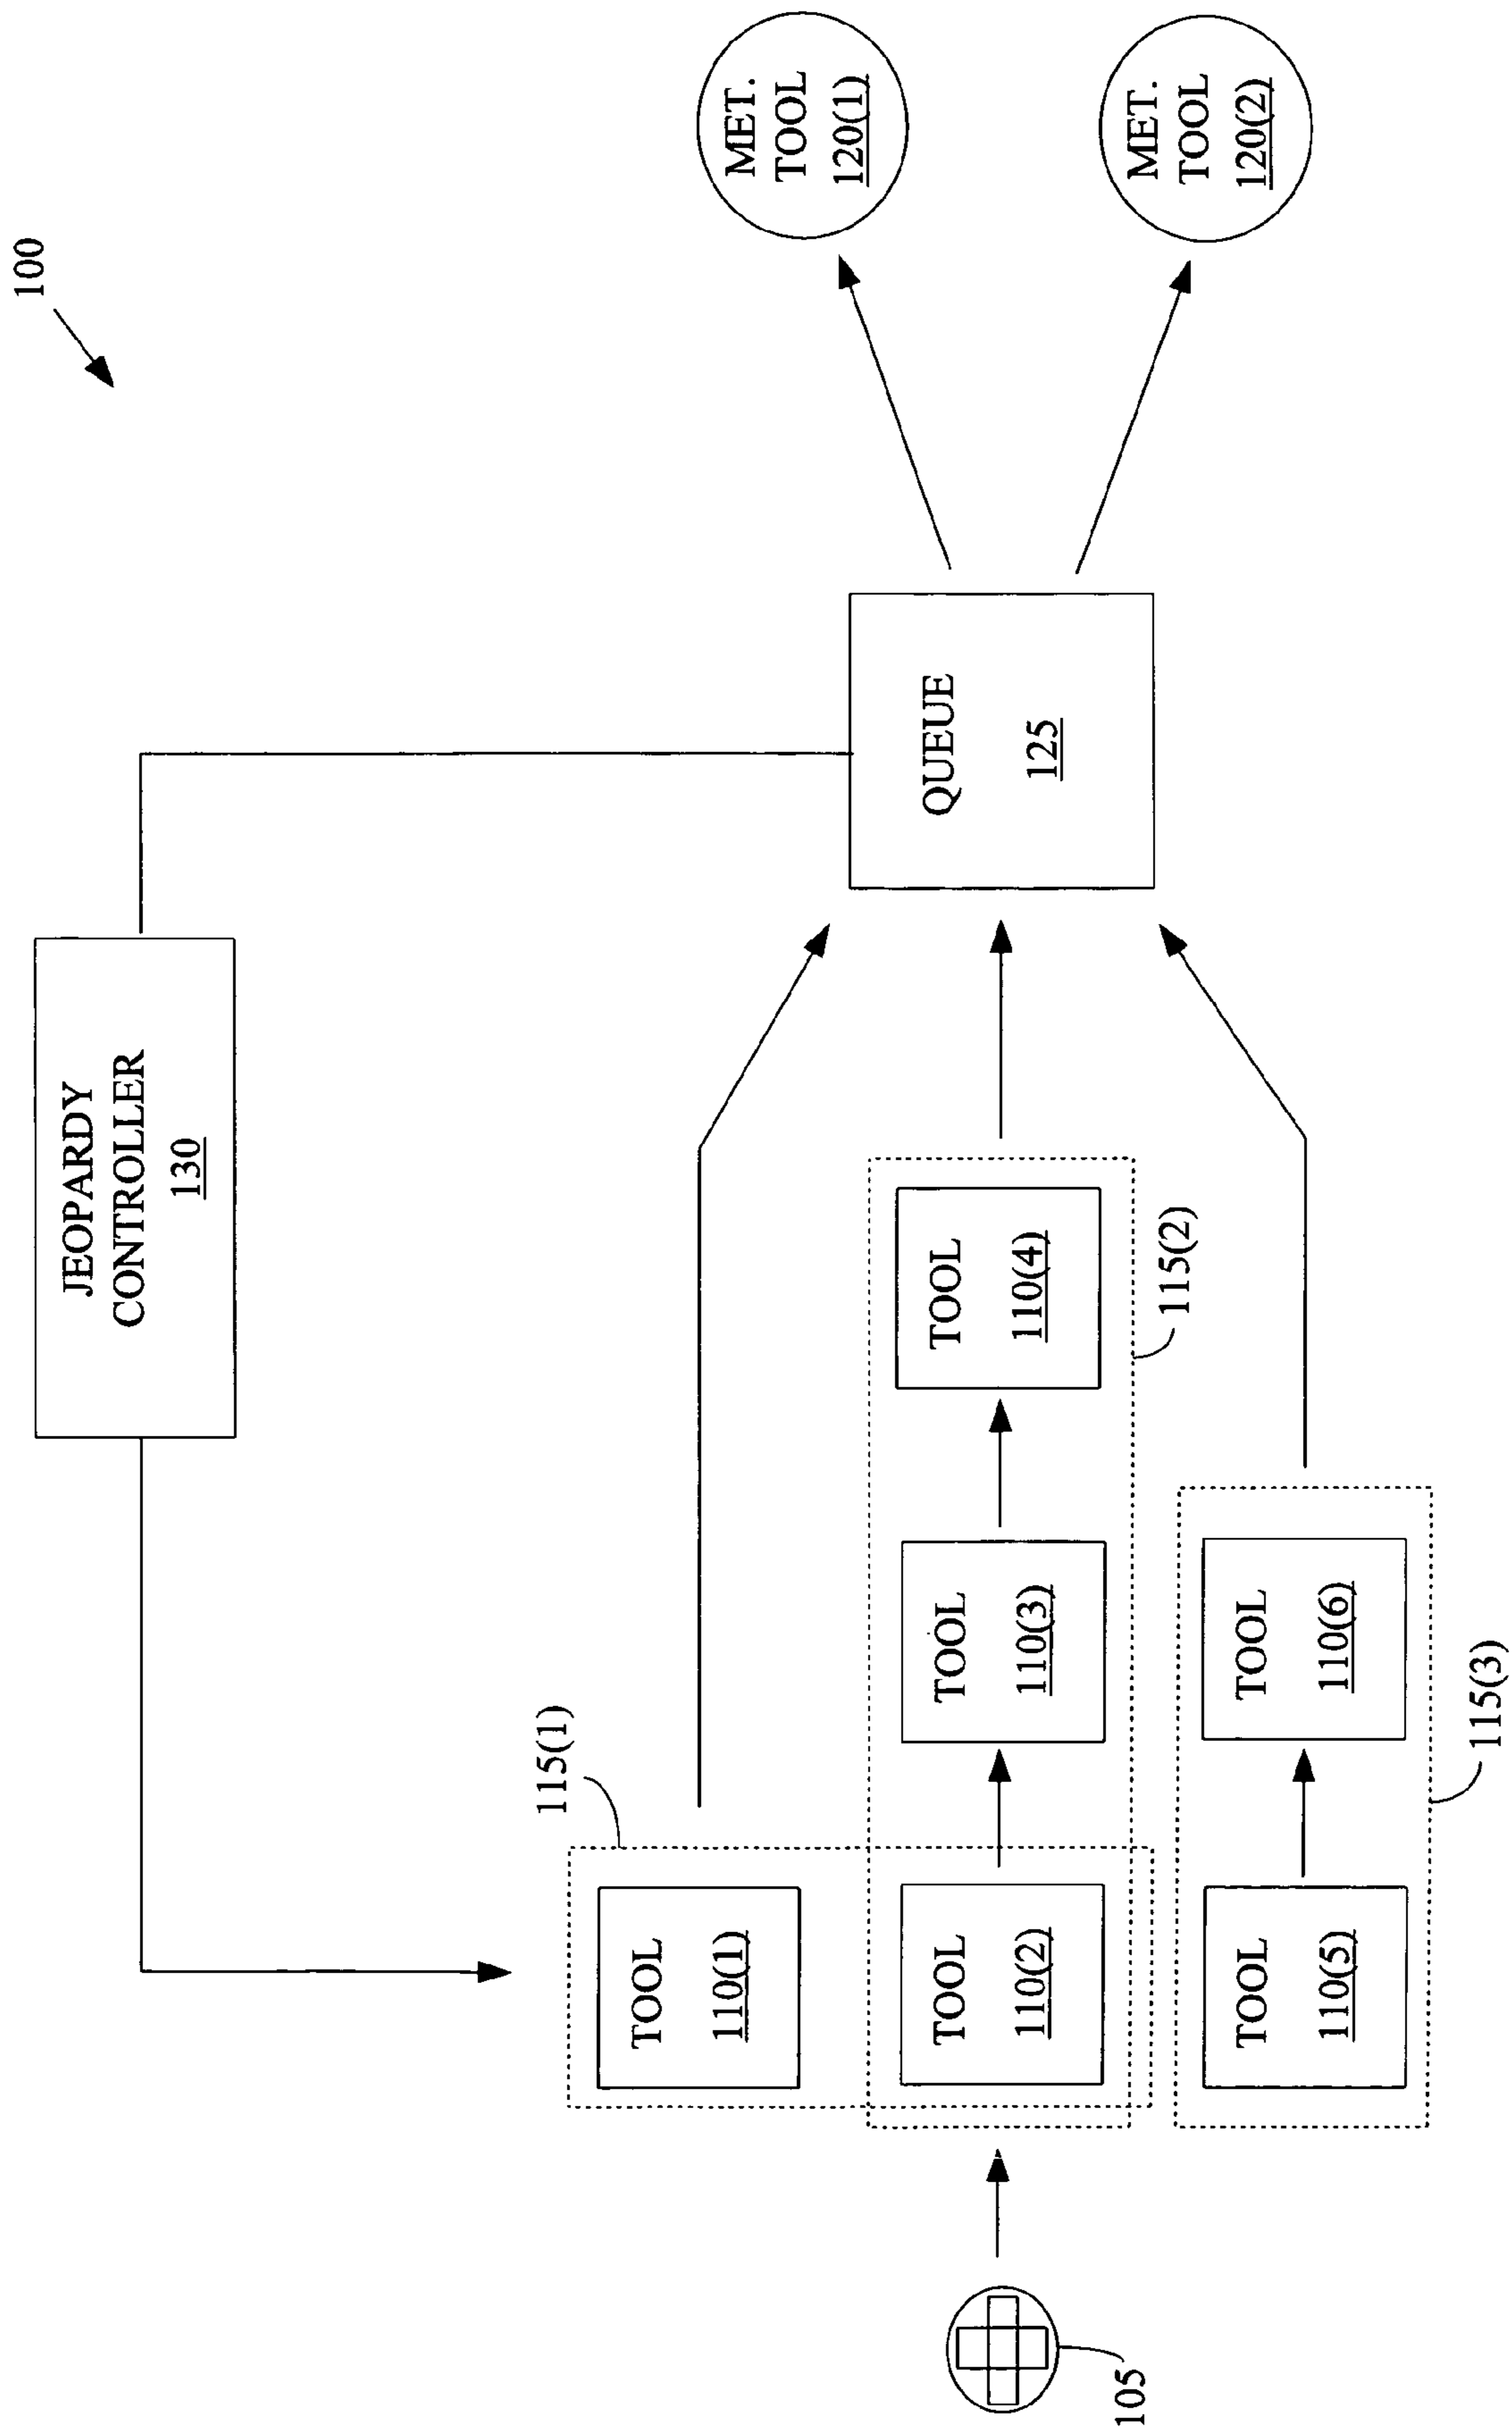 100
JEOPARDY
CONTROLLER
130
MET.
TOOL
120(1)
MET.
TOOL
120(2)
QUEUE
125
115(1)
TOOL
110(1)
TOOL
110(2)
TOOL
110(3)
TOOL
110(4)
115(2)
TOOL
110(5)
TOOL
110(6)
115(3)
105